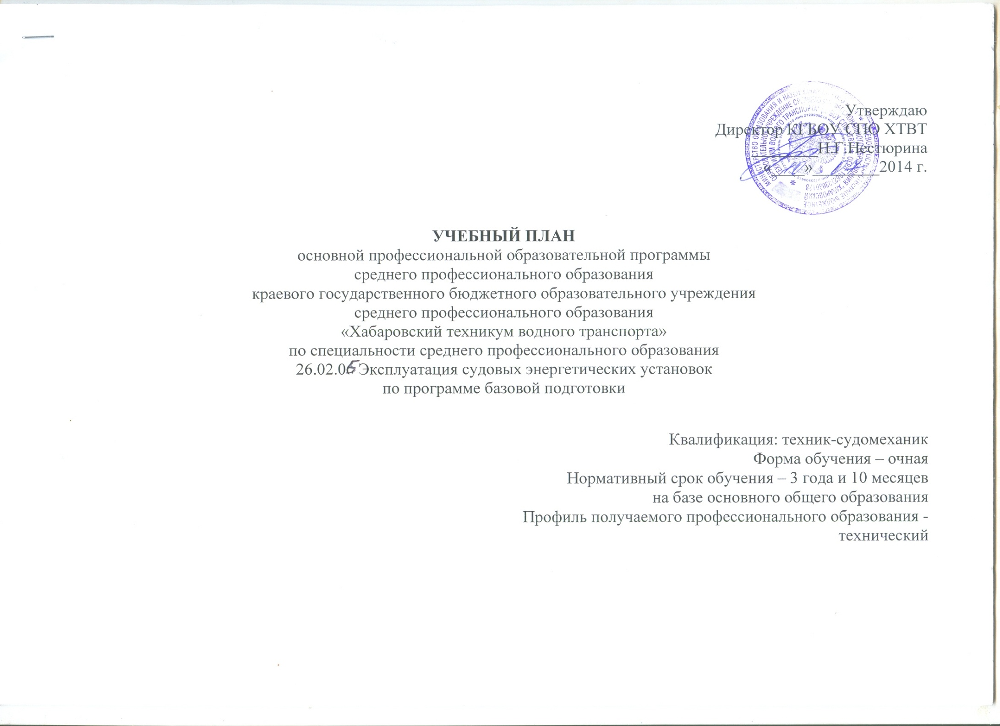 Утверждаю
Директор КГБОУ СПО ХТВТ
________Н.Г Нестюрина
«____»________2014 г.
УЧЕБНЫЙ ПЛАН
основной профессиональной образовательной программы
среднего профессионального образования
краевого государственного бюджетного образовательного учреждения
среднего профессионального образования
«Хабаровский техникум водного транспорта»
по специальности среднего профессионального образования
26.02.05 Эксплуатация судовых энергетических установок
по программе базовой подготовки
Квалификация: техник-судомеханик
Форма обучения – очная
Нормативный срок обучения – 3 года и 10 месяцев
на базе основного общего образования
Профиль получаемого профессионального образования -
технический